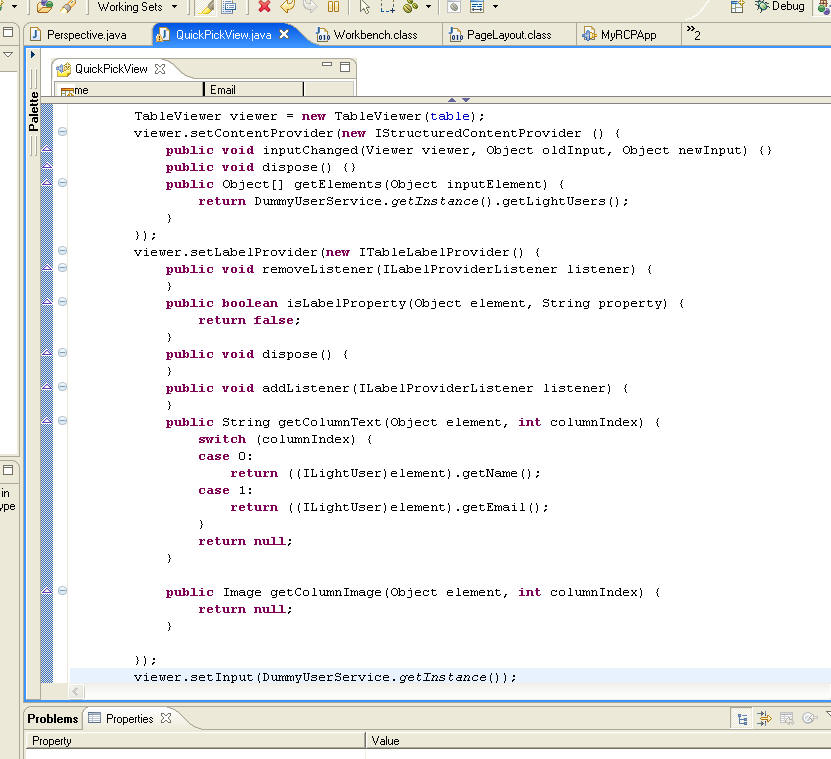 Working Sets
Debug
Perspective.java
QuickPickView.java
Workbench.class
PageLayout.class
MyRCPApp
»2
QuickPickView
me
Email
Palette
TableViewer viewer = new TableViewer(table);
viewer.setContentProvider(new IStructuredContentProvider () {
public void inputChanged(Viewer viewer, Object oldInput, Object newInput) {}
public void dispose() {}
public Object[] getElements(Object inputElement) {
return DummyUserService.getInstance().getLightUsers();
}
});
viewer.setLabelProvider(new ITableLabelProvider() {
public void removeListener(ILabelProviderListener listener) {
}
public boolean isLabelProperty(Object element, String property) {
return false;
}
public void dispose() {
}
public void addListener(ILabelProviderListener listener) {
}
public String getColumnText(Object element, int columnIndex) {
switch (columnIndex) {
case 0:
return ((ILightUser)element).getName();
case 1:
return ((ILightUser)element).getEmail();
}
return null;
}
public Image getColumnImage(Object element, int columnIndex) {
return null;
}
});
viewer.setInput(DummyUserService.getInstance());
in
ype
Problems
Properties
Property
Value